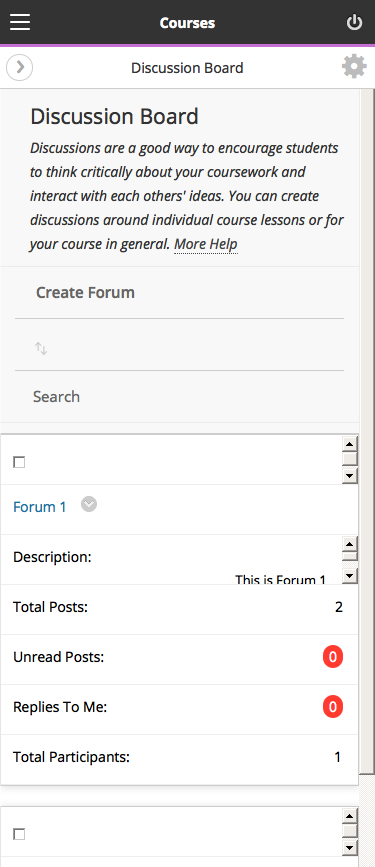 Courses
Discussion Board
Discussion Board
Discussions are a good way to encourage students
to think critically about your coursework and
interact with each others' ideas. You can create
discussions around individual course lessons or for
your course in general. More Help
Create Forum
Search
Forum 1
Description:
This is Forum 1
Total Posts: 2
Unread Posts: 0
Replies To Me: 0
Total Participants: 1